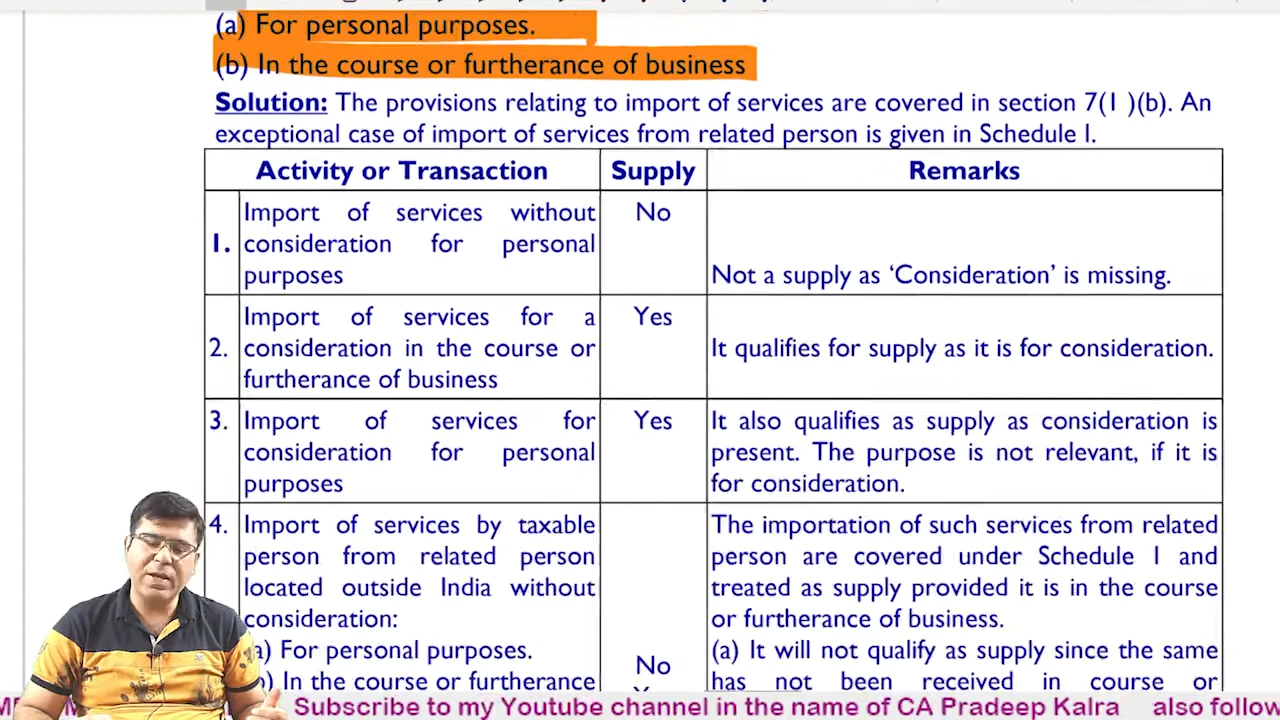 (a) For personal purposes.
(b) In the course or furtherance of business
Solution: The provisions relating to import of services are covered in section 7(1 )(b). An
exceptional case of import of services from related person is given in Schedule I.
Activity or Transaction Supply Remarks
1. Import of services without
consideration for personal
purposes
No
Not a supply as ‘Consideration’ is missing.
2. Import of services for a
consideration in the course or
furtherance of business
Yes
It qualifies for supply as it is for consideration.
3. Import of services for
consideration for personal
purposes
Yes
It also qualifies as supply as consideration is
present. The purpose is not relevant, if it is
for consideration.
4. Import of services by taxable
person from related person
located outside India without
consideration:
a) For personal purposes.
) In the course or furtherance
No
The importation of such services from related
person are covered under Schedule I and
treated as supply provided it is in the course
or furtherance of business.
(a) It will not qualify as supply since the same
has not been received in course or
Subscribe to my Youtube channel in the name of CA Pradeep Kalra also follow